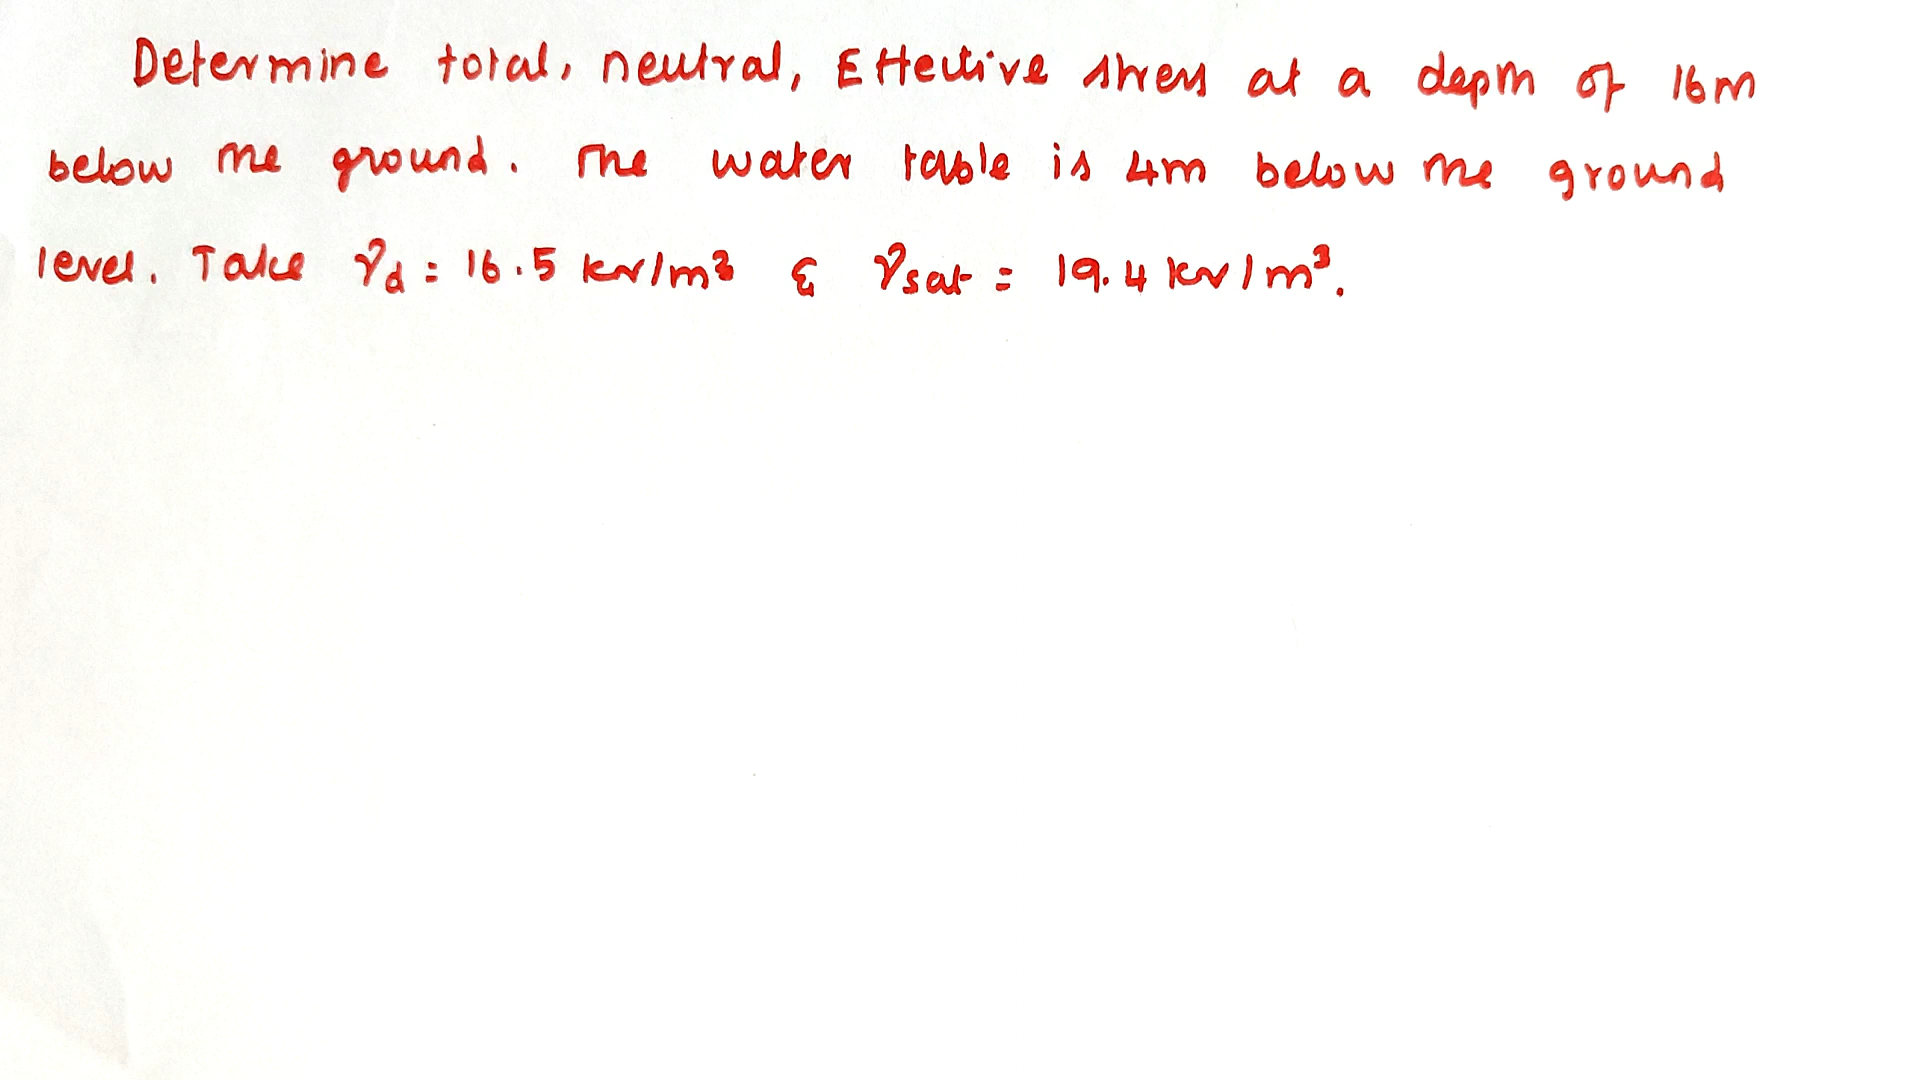 Determine total, neutral, Effective stress at a depth of 16m
below the ground. The water table is 4m below the ground
level. Take γd = 16.5 kN/m³ & γsat = 19.4 kN/m³.